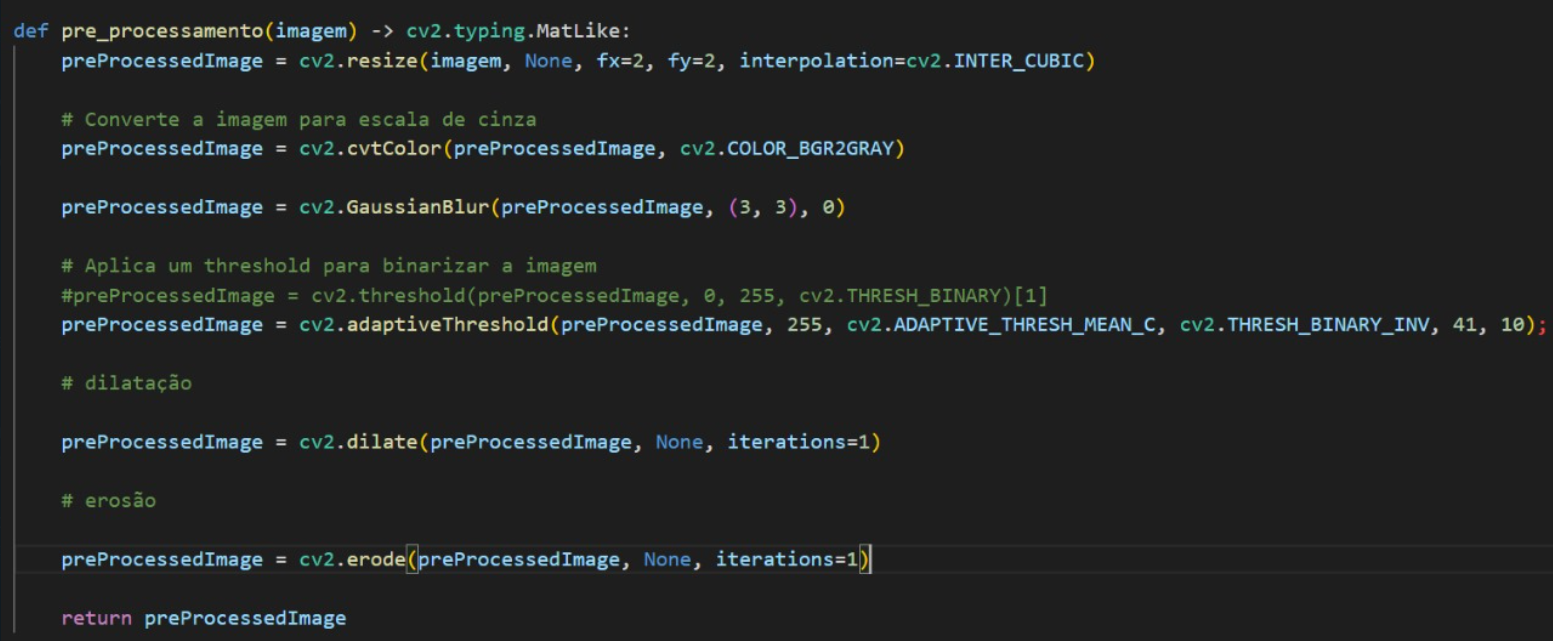 def pre_processamento(imagem) -> cv2.typing.MatLike:
preProcessedImage = cv2.resize(imagem, None, fx=2, fy=2, interpolation=cv2.INTER_CUBIC)
# Converte a imagem para escala de cinza
preProcessedImage = cv2.cvtColor(preProcessedImage, cv2.COLOR_BGR2GRAY)
preProcessedImage = cv2.GaussianBlur(preProcessedImage, (3, 3), 0)
# Aplica um threshold para binarizar a imagem
#preProcessedImage = cv2.threshold(preProcessedImage, 0, 255, cv2.THRESH_BINARY)[1]
preProcessedImage = cv2.adaptiveThreshold(preProcessedImage, 255, cv2.ADAPTIVE_THRESH_MEAN_C, cv2.THRESH_BINARY_INV, 41, 10);
# dilatação
preProcessedImage = cv2.dilate(preProcessedImage, None, iterations=1)
# erosão
preProcessedImage = cv2.erode(preProcessedImage, None, iterations=1)
return preProcessedImage